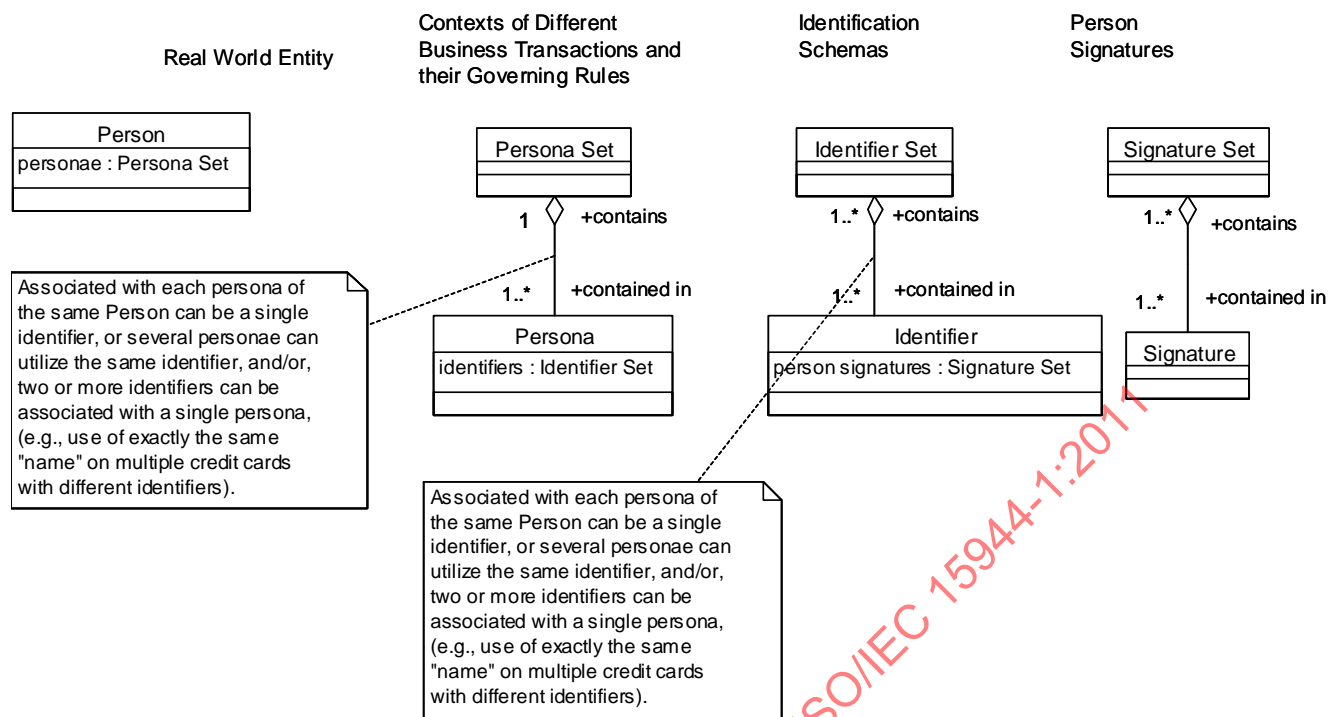 Real World Entity
Contexts of Different
Business Transactions and
their Governing Rules
Identification
Schemas
Person
Signatures
Person
personae : Persona Set
Persona Set
1
+contains
1..*
+contained in
Persona
identifiers : Identifier Set
Identifier Set
1..*
+contains
1..*
+contained in
Identifier
person signatures : Signature Set
Signature Set
1..*
+contains
1..*
+contained in
Signature
Associated with each persona of
the same Person can be a single
identifier, or several personae can
utilize the same identifier, and/or,
two or more identifiers can be
associated with a single persona,
(e.g., use of exactly the same
"name" on multiple credit cards
with different identifiers).
Associated with each persona of
the same Person can be a single
identifier, or several personae can
utilize the same identifier, and/or,
two or more identifiers can be
associated with a single persona,
(e.g., use of exactly the same
"name" on multiple credit cards
with different identifiers).
ISO/IEC 15944-1:2011